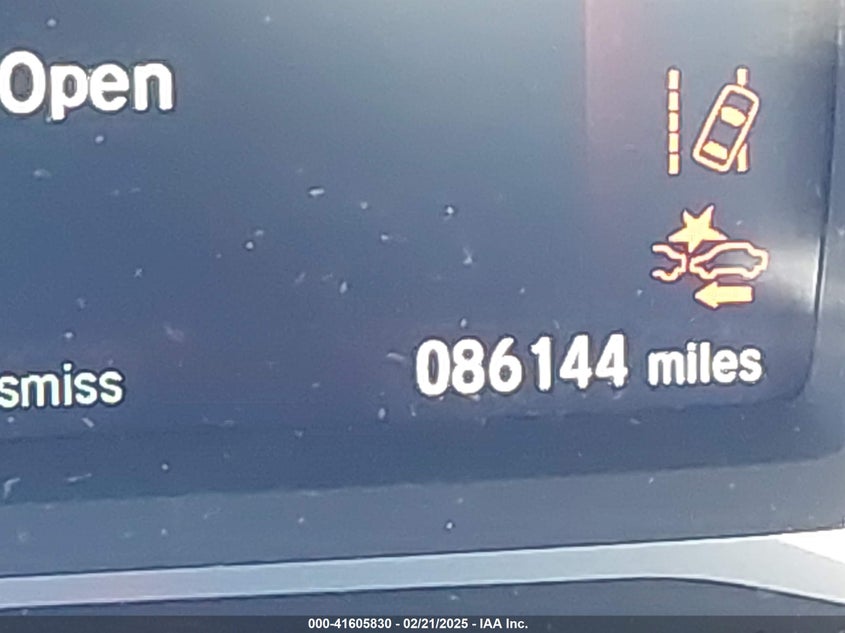 Open
smiss
086144 miles
000-41605830 - 02/21/2025 - IAA Inc.